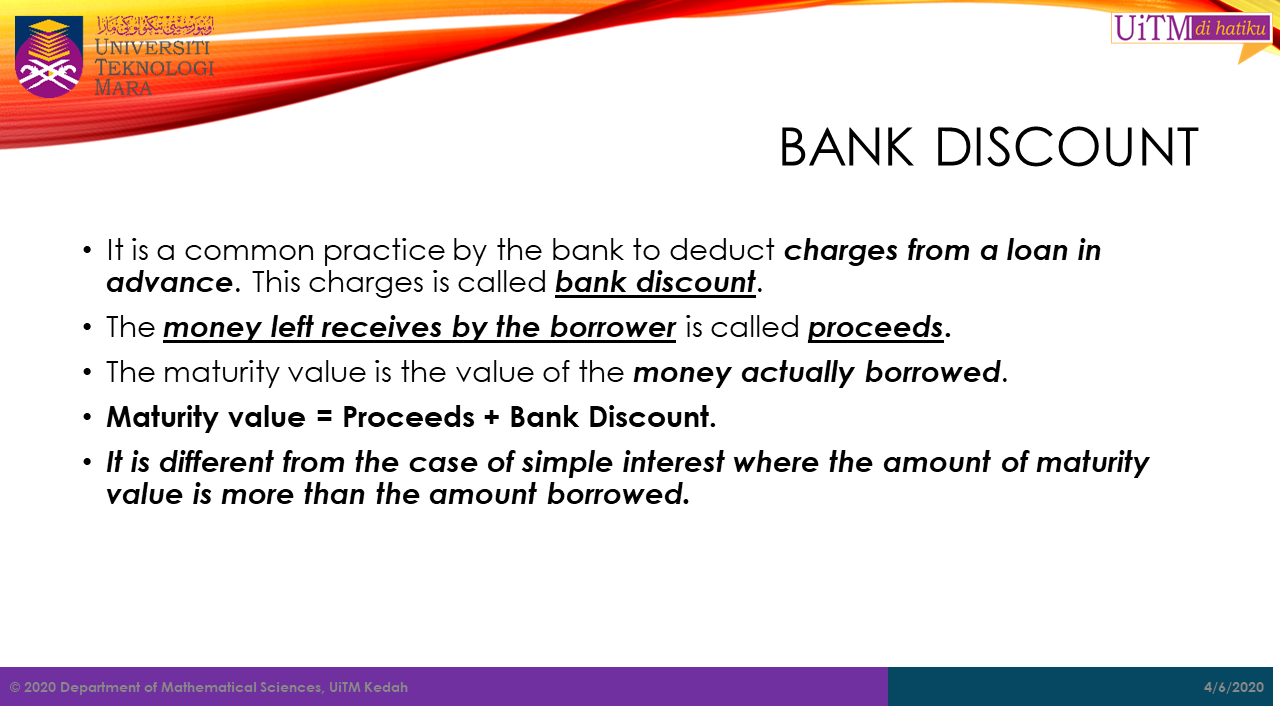 UNIVERSITI
TEKNOLOGI
MARA
UiTM di hatiku
BANK DISCOUNT
• It is a common practice by the bank to deduct charges from a loan in
advance. This charges is called bank discount.
• The money left receives by the borrower is called proceeds.
• The maturity value is the value of the money actually borrowed.
• Maturity value = Proceeds + Bank Discount.
• It is different from the case of simple interest where the amount of maturity
value is more than the amount borrowed.
© 2020 Department of Mathematical Sciences, UiTM Kedah
4/6/2020